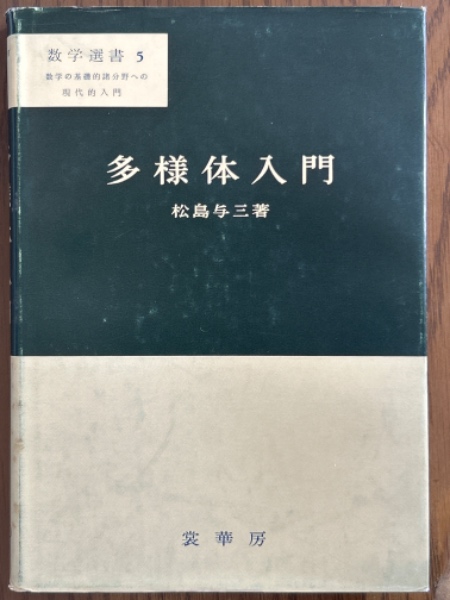 数学選書 5
数学の基礎的諸分野への
現代的入門
多様体入門
松島与三著
裳華房